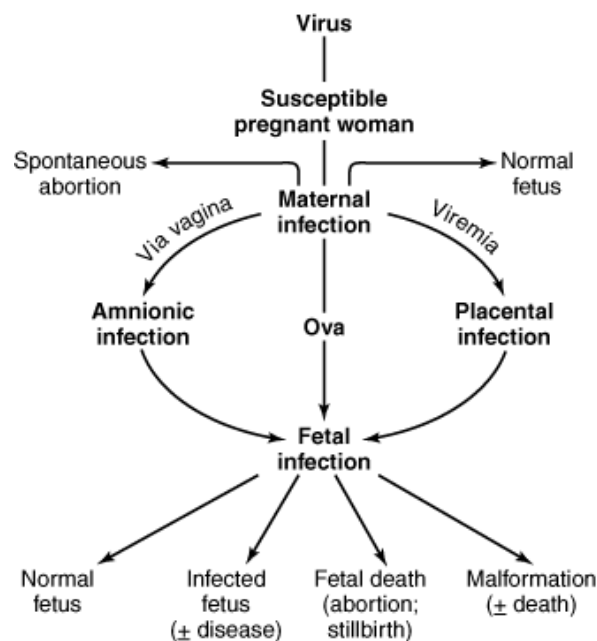 Virus
Susceptible
pregnant woman
Spontaneous
abortion
Normal
fetus
Maternal
infection
Via vagina
Viremia
Amnionic
infection
Ova
Placental
infection
Fetal
infection
Normal
fetus
Infected
fetus
(± disease)
Fetal death
(abortion;
stillbirth)
Malformation
(± death)